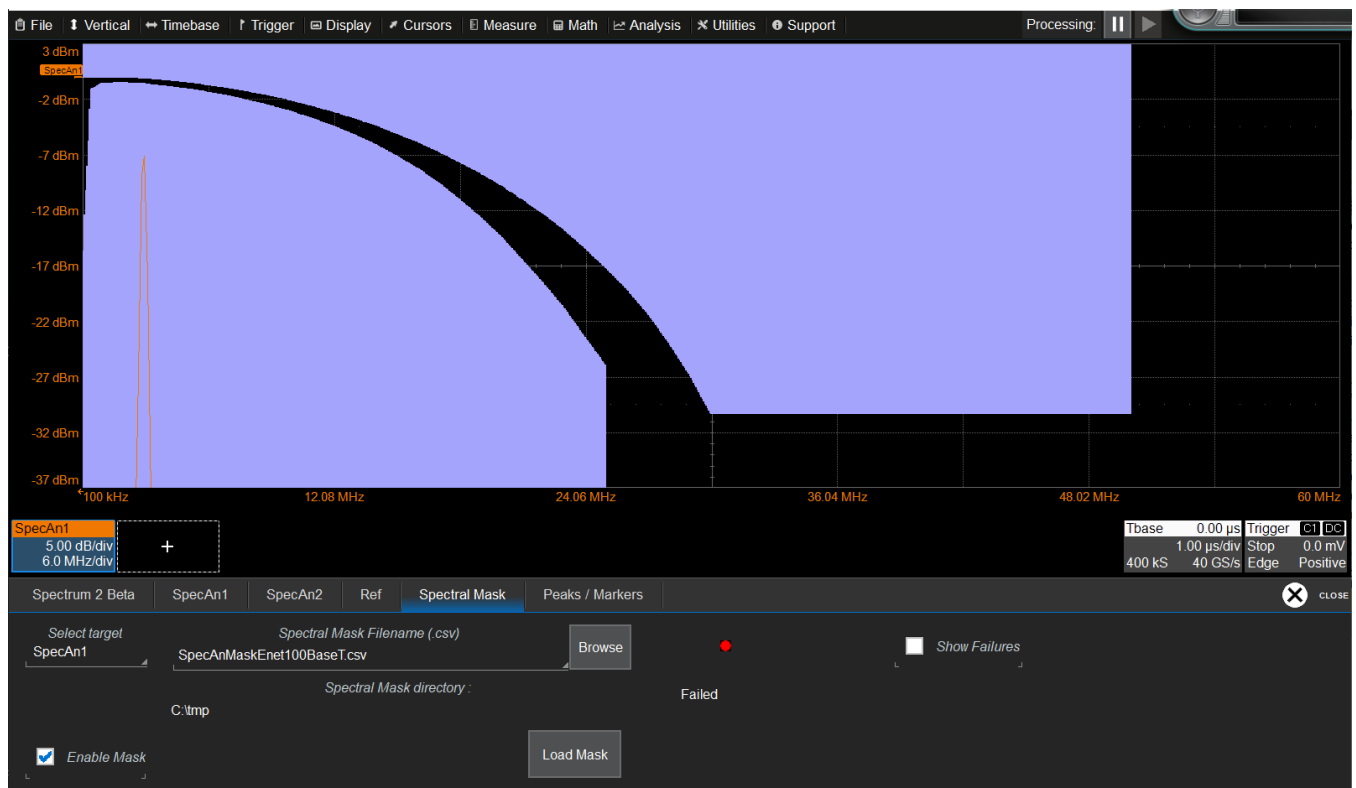 File Vertical Timebase Trigger Display Cursors Measure Math Analysis Utilities Support Processing:
3 dBm
SpecAn1
-2 dBm
-7 dBm
-12 dBm
-17 dBm
-22 dBm
-27 dBm
-32 dBm
-37 dBm
100 kHz 12.08 MHz 24.06 MHz 36.04 MHz 48.02 MHz 60 MHz
SpecAn1
5.00 dB/div
6.0 MHz/div
+
Tbase 0.00 µs
1.00 µs/div
400 kS 40 GS/s
Trigger C1 DC
Stop 0.0 mV
Edge Positive
Spectrum 2 Beta SpecAn1 SpecAn2 Ref Spectral Mask Peaks / Markers CLOSE
Select target
SpecAn1
Spectral Mask Filename (.csv)
SpecAnMaskEnet100BaseT.csv
Browse
Show Failures
Spectral Mask directory :
C:\tmp
Failed
Enable Mask
Load Mask